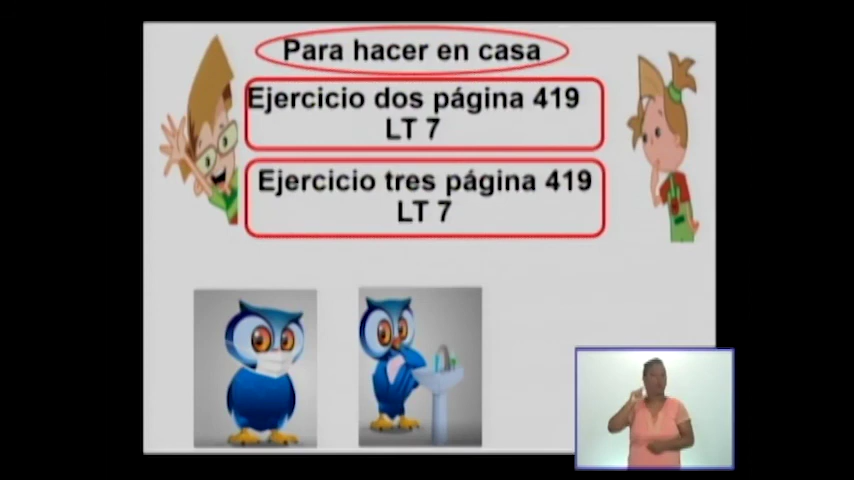 Para hacer en casa
Ejercicio dos página 419
LT 7
Ejercicio tres página 419
LT 7